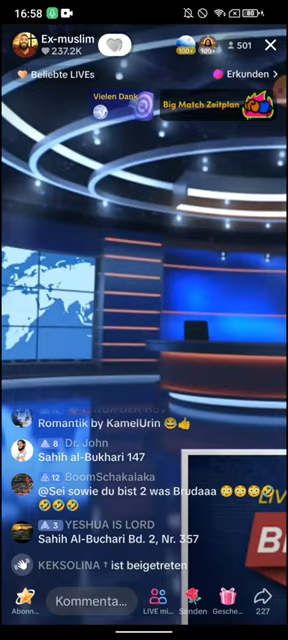 16:58
80
Ex-muslim
237.2K
100+
100+
501
Beliebte LIVEs
Erkunden >
Vielen Dank
Big Match Zeitplan
Romantik by KamelUrin 😂👍
8 Dr. John
Sahih al-Bukhari 147
12 BoomSchakalaka
@Sei sowie du bist 2 was Brudaaa 😳😳😳🤣
🤣🤣🤣
3 YESHUA IS LORD
Sahih Al-Buchari Bd. 2, Nr. 357
KEKSOLINA † ist beigetreten
LIV
Abonn...
Kommenta...
LIVE mi...
Senden
Gesche...
227